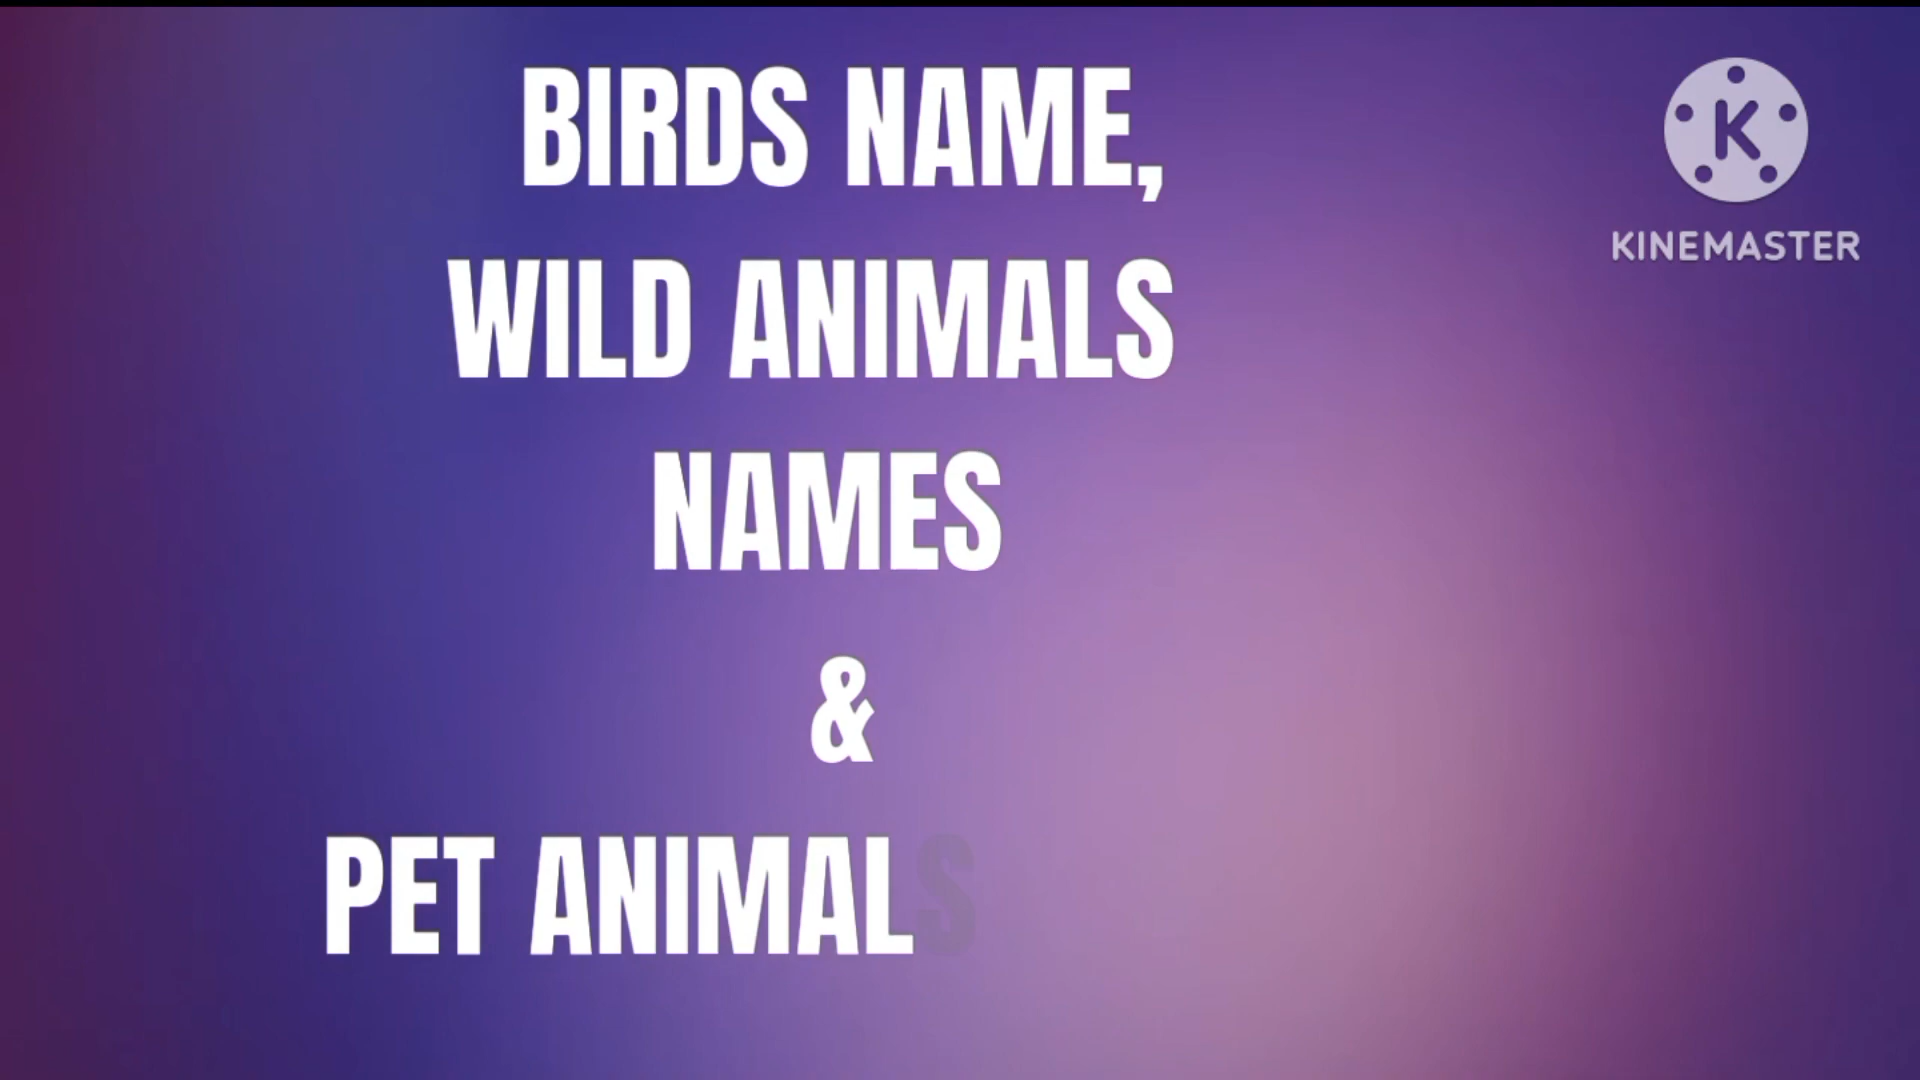 BIRDS NAME,
WILD ANIMALS
NAMES
&
PET ANIMALS
K
KINEMASTER